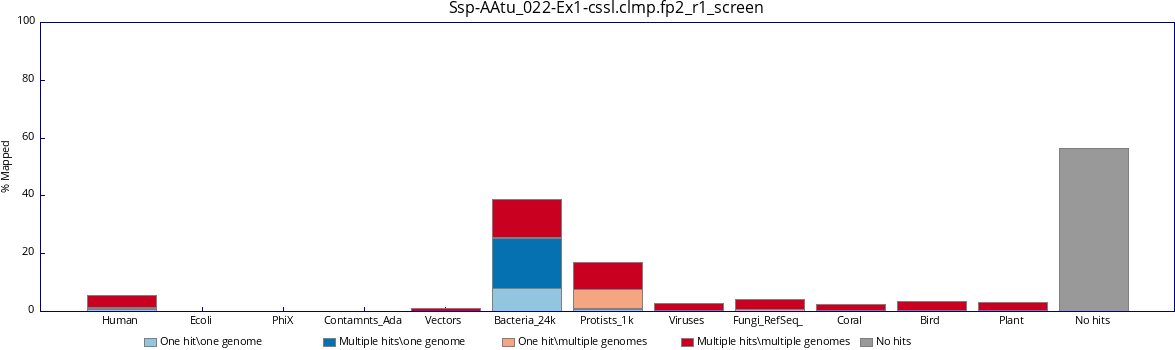 Ssp-AAtu_022-Ex1-cssl.clmp.fp2_r1_screen
100
80
60
40
20
0
% Mapped
Human Ecoli PhiX Contamnts_Ada Vectors Bacteria_24k Protists_1k Viruses Fungi_RefSeq_ Coral Bird Plant No hits
One hit\one genome Multiple hits\one genome One hit\multiple genomes Multiple hits\multiple genomes No hits